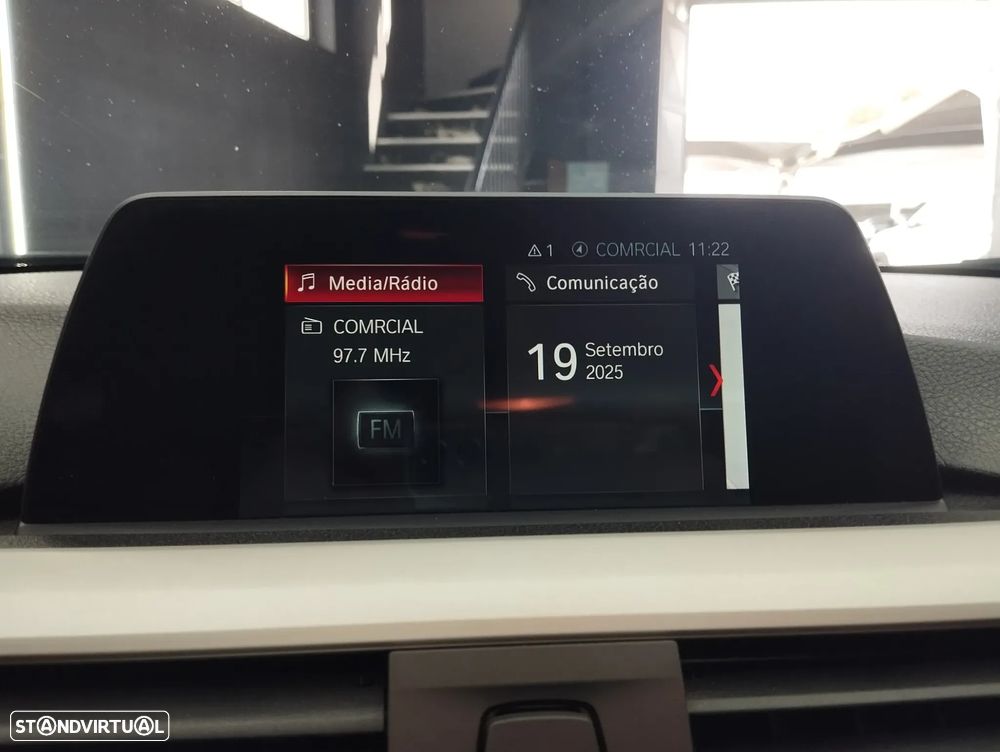 1 COMRCIAL 11:22
Media/Rádio
COMRCIAL
97.7 MHz
FM
Comunicação
19 Setembro
2025
STANDVIRTUAL